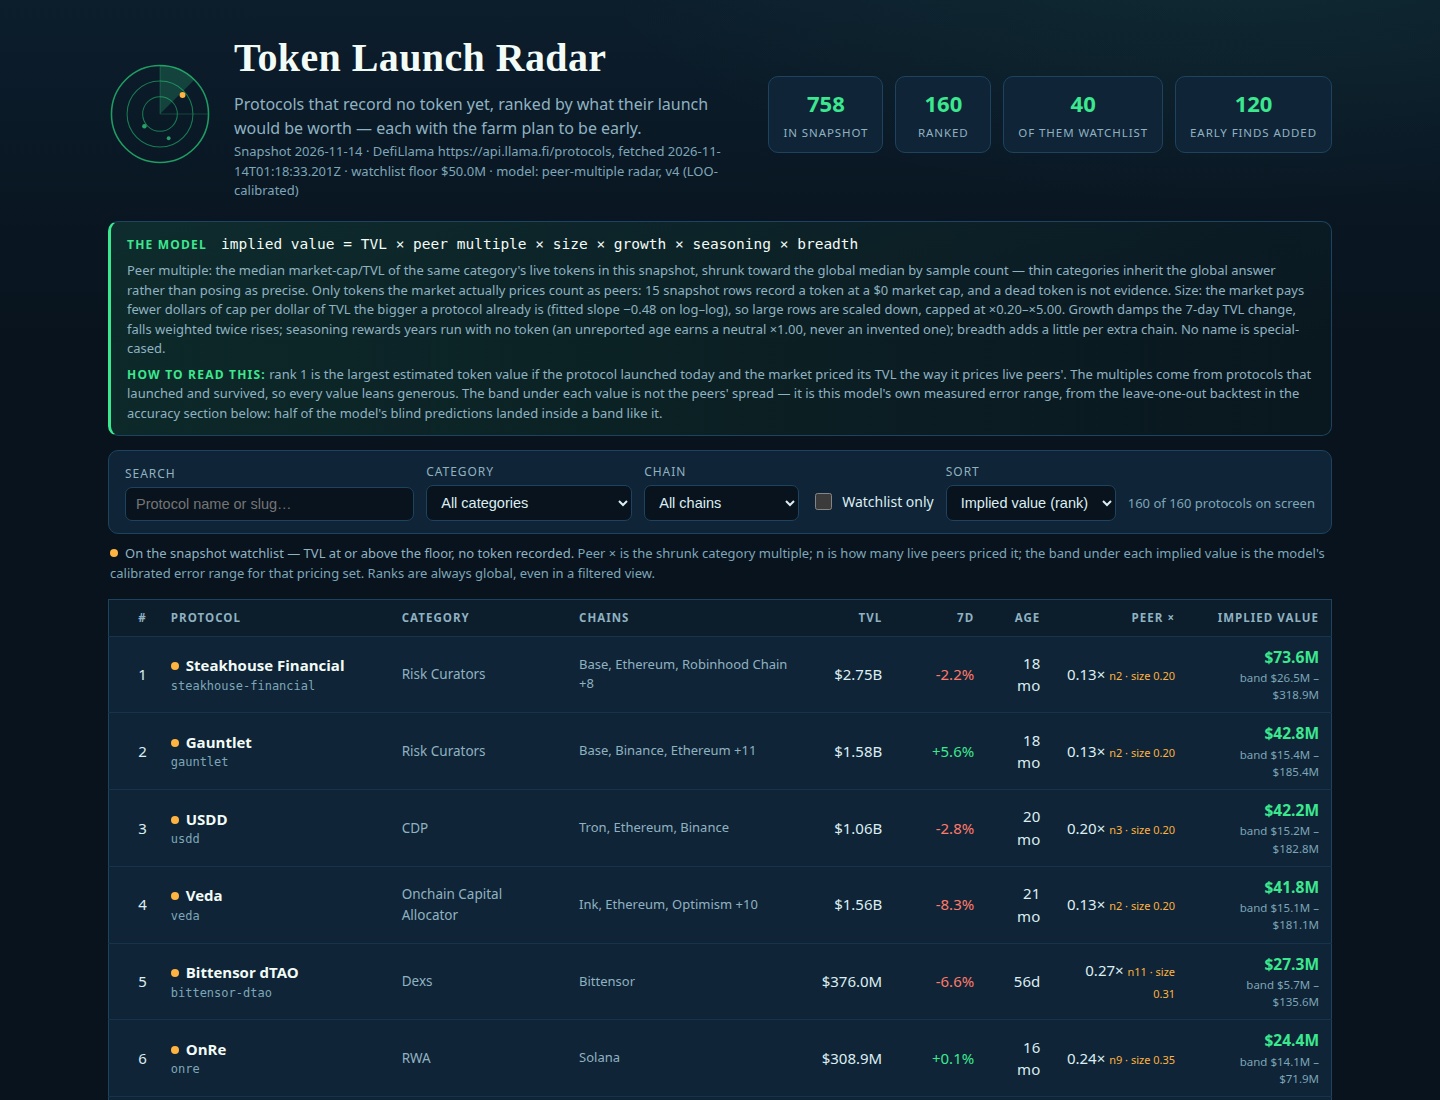 Token Launch Radar
Protocols that record no token yet, ranked by what their launch
would be worth — each with the farm plan to be early.
Snapshot 2026-11-14 · DefiLlama https://api.llama.fi/protocols, fetched 2026-11-
14T01:18:33.201Z · watchlist floor $50.0M · model: peer-multiple radar, v4 (LOO-
calibrated)
758
IN SNAPSHOT
160
RANKED
40
OF THEM WATCHLIST
120
EARLY FINDS ADDED
THE MODEL implied value = TVL × peer multiple × size × growth × seasoning × breadth
Peer multiple: the median market-cap/TVL of the same category's live tokens in this snapshot, shrunk toward the global median by sample count — thin categories inherit the global answer
rather than posing as precise. Only tokens the market actually prices count as peers: 15 snapshot rows record a token at a $0 market cap, and a dead token is not evidence. Size: the market pays
fewer dollars of cap per dollar of TVL the bigger a protocol already is (fitted slope −0.48 on log–log), so large rows are scaled down, capped at ×0.20–×5.00. Growth damps the 7-day TVL change,
falls weighted twice rises; seasoning rewards years run with no token (an unreported age earns a neutral ×1.00, never an invented one); breadth adds a little per extra chain. No name is special-
cased.
HOW TO READ THIS: rank 1 is the largest estimated token value if the protocol launched today and the market priced its TVL the way it prices live peers'. The multiples come from protocols that
launched and survived, so every value leans generous. The band under each value is not the peers' spread — it is this model's own measured error range, from the leave-one-out backtest in the
accuracy section below: half of the model's blind predictions landed inside a band like it.
SEARCH
Protocol name or slug…
CATEGORY
All categories
CHAIN
All chains
Watchlist only
SORT
Implied value (rank)
160 of 160 protocols on screen
On the snapshot watchlist — TVL at or above the floor, no token recorded. Peer × is the shrunk category multiple; n is how many live peers priced it; the band under each implied value is the model's
calibrated error range for that pricing set. Ranks are always global, even in a filtered view.
# PROTOCOL CATEGORY CHAINS TVL 7D AGE PEER × IMPLIED VALUE
1 Steakhouse Financial
steakhouse-financial
Risk Curators
Base, Ethereum, Robinhood Chain
+8
$2.75B
-2.2%
18
mo
0.13× n2 · size 0.20
$73.6M
band $26.5M –
$318.9M
2 Gauntlet
gauntlet
Risk Curators
Base, Binance, Ethereum +11
$1.58B
+5.6%
18
mo
0.13× n2 · size 0.20
$42.8M
band $15.4M –
$185.4M
3 USDD
usdd
CDP
Tron, Ethereum, Binance
$1.06B
-2.8%
20
mo
0.20× n3 · size 0.20
$42.2M
band $15.2M –
$182.8M
4 Veda
veda
Onchain Capital
Allocator
Ink, Ethereum, Optimism +10
$1.56B
-8.3%
21
mo
0.13× n2 · size 0.20
$41.8M
band $15.1M –
$181.1M
5 Bittensor dTAO
bittensor-dtao
Dexs
Bittensor
$376.0M
-6.6%
56d
0.27× n11 · size
0.31
$27.3M
band $5.7M –
$135.6M
6 OnRe
onre
RWA
Solana
$308.9M
+0.1%
16
mo
0.24× n9 · size 0.35
$24.4M
band $14.1M –
$71.9M